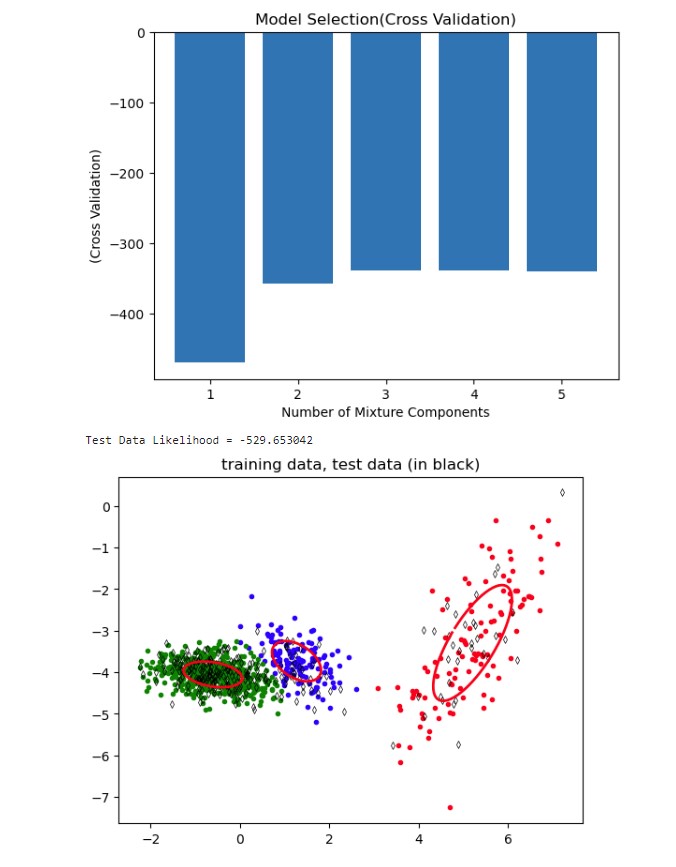 Model Selection(Cross Validation)
0
−100
−200
−300
−400
(Cross Validation)
1 2 3 4 5
Number of Mixture Components
Test Data Likelihood = -529.653042
training data, test data (in black)
0
−1
−2
−3
−4
−5
−6
−7
−2 0 2 4 6